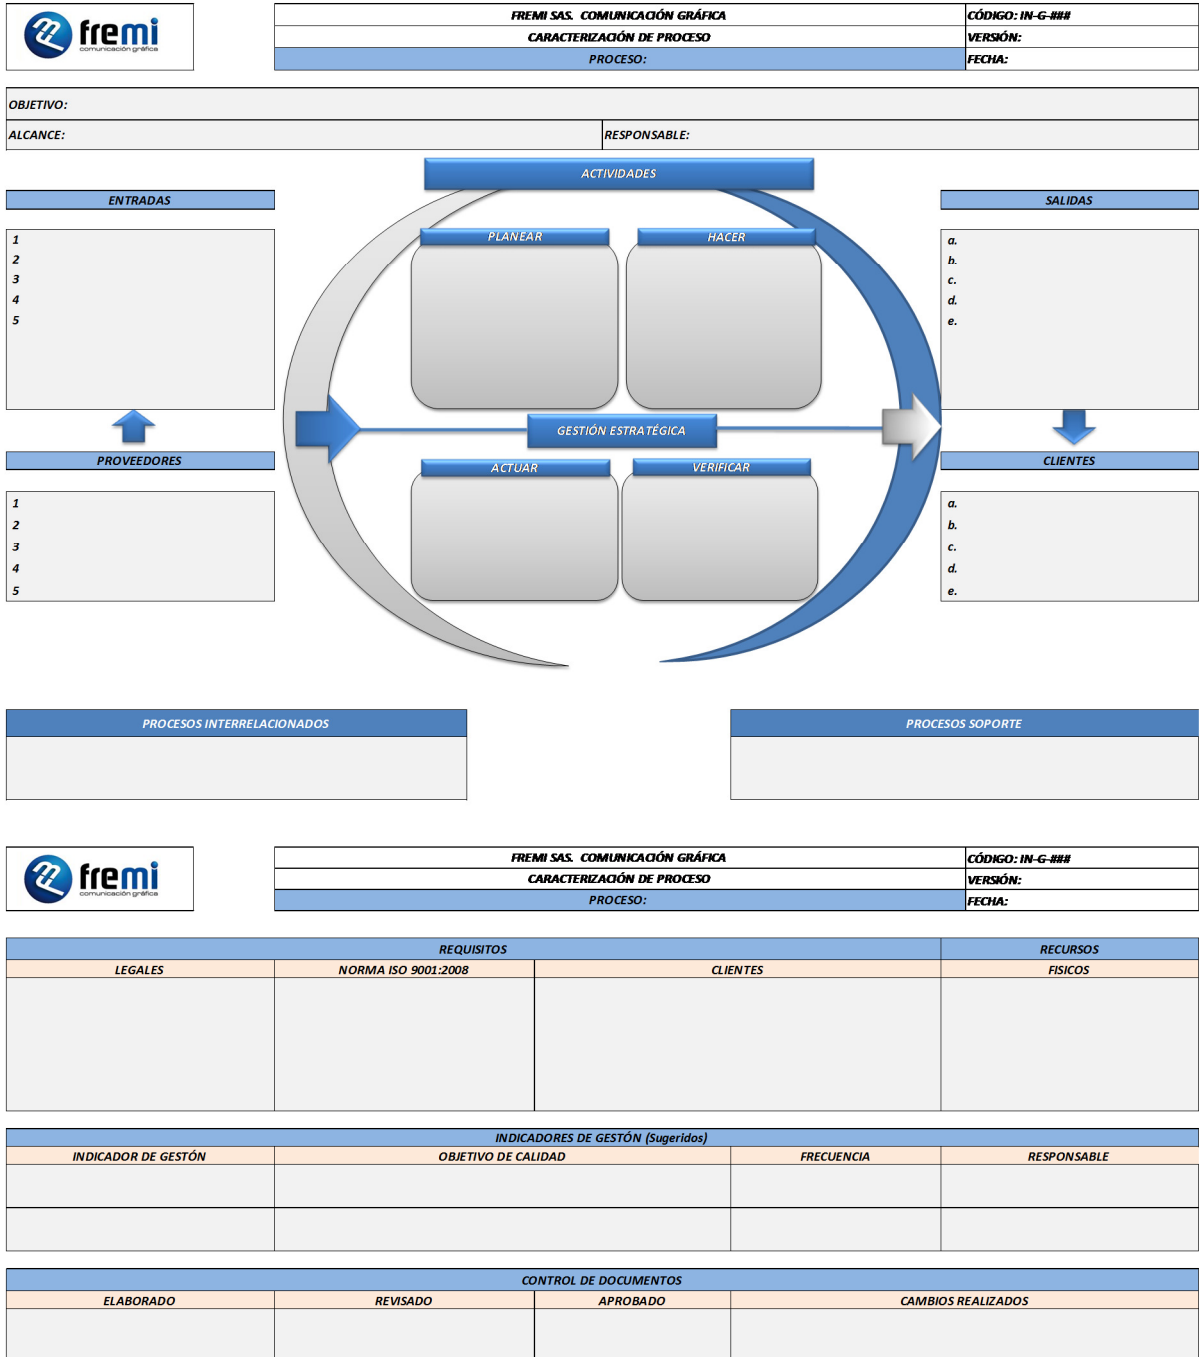 fremi
comunicación gráfica
FREMI SAS. COMUNICACIÓN GRÁFICA
CÓDIGO: IN-G-###
CARACTERIZACIÓN DE PROCESO
VERSIÓN:
PROCESO:
FECHA:
OBJETIVO:
ALCANCE:
RESPONSABLE:
ACTIVIDADES
ENTRADAS
SALIDAS
PLANEAR
HACER
1
2
3
4
5
a.
b.
c.
d.
e.
GESTIÓN ESTRATÉGICA
PROVEEDORES
CLIENTES
ACTUAR
VERIFICAR
1
2
3
4
5
a.
b.
c.
d.
e.
PROCESOS INTERRELACIONADOS
PROCESOS SOPORTE
fremi
comunicación gráfica
FREMI SAS. COMUNICACIÓN GRÁFICA
CÓDIGO: IN-G-###
CARACTERIZACIÓN DE PROCESO
VERSIÓN:
PROCESO:
FECHA:
REQUISITOS
RECURSOS
LEGALES
NORMA ISO 9001:2008
CLIENTES
FISICOS
INDICADORES DE GESTIÓN (Sugeridos)
INDICADOR DE GESTIÓN
OBJETIVO DE CALIDAD
FRECUENCIA
RESPONSABLE
CONTROL DE DOCUMENTOS
ELABORADO
REVISADO
APROBADO
CAMBIOS REALIZADOS